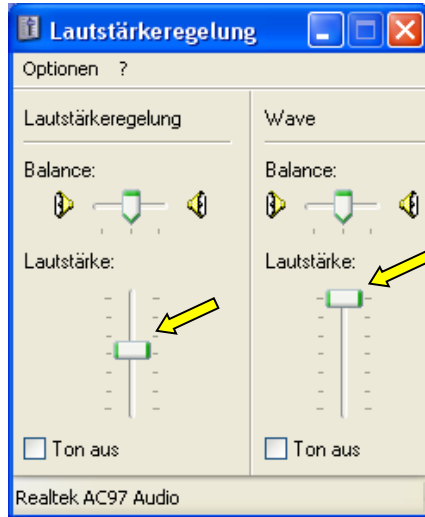 Lautstärkeregelung
Optionen ?
Lautstärkeregelung
Balance:
Lautstärke:
Ton aus
Wave
Balance:
Lautstärke:
Ton aus
Realtek AC97 Audio